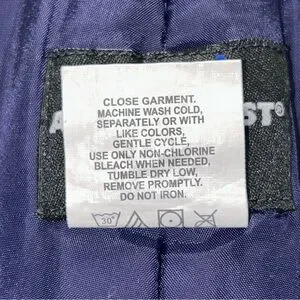 A ST®
CLOSE GARMENT.
MACHINE WASH COLD,
SEPARATELY OR WITH
LIKE COLORS,
GENTLE CYCLE,
USE ONLY NON-CHLORINE
BLEACH WHEN NEEDED,
TUMBLE DRY LOW,
REMOVE PROMPTLY.
DO NOT IRON.
30°